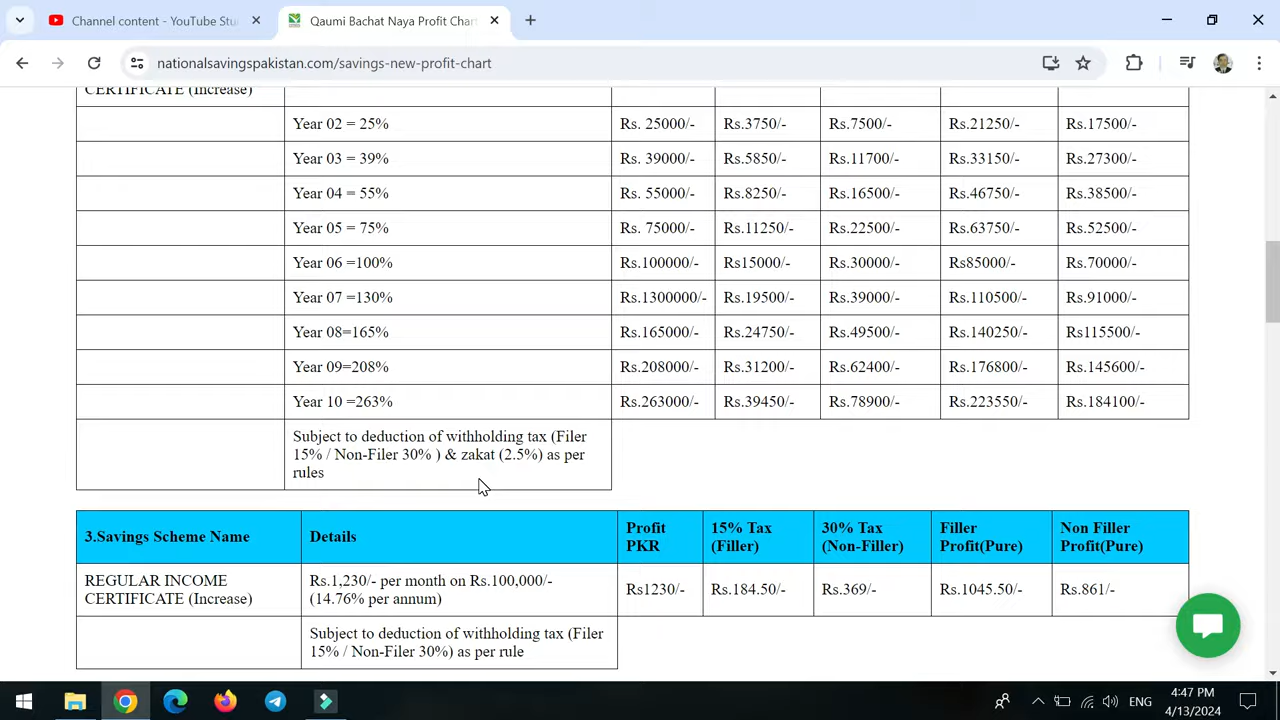 Channel content - YouTube Stu
Qaumi Bachat Naya Profit Chart
nationalsavingspakistan.com/savings-new-profit-chart
CERTIFICATE (Increase)
Year 02 = 25% Rs. 25000/- Rs.3750/- Rs.7500/- Rs.21250/- Rs.17500/-
Year 03 = 39% Rs. 39000/- Rs.5850/- Rs.11700/- Rs.33150/- Rs.27300/-
Year 04 = 55% Rs. 55000/- Rs.8250/- Rs.16500/- Rs.46750/- Rs.38500/-
Year 05 = 75% Rs. 75000/- Rs.11250/- Rs.22500/- Rs.63750/- Rs.52500/-
Year 06 =100% Rs.100000/- Rs15000/- Rs.30000/- Rs85000/- Rs.70000/-
Year 07 =130% Rs.1300000/- Rs.19500/- Rs.39000/- Rs.110500/- Rs.91000/-
Year 08=165% Rs.165000/- Rs.24750/- Rs.49500/- Rs.140250/- Rs115500/-
Year 09=208% Rs.208000/- Rs.31200/- Rs.62400/- Rs.176800/- Rs.145600/-
Year 10 =263% Rs.263000/- Rs.39450/- Rs.78900/- Rs.223550/- Rs.184100/-
Subject to deduction of withholding tax (Filer
15% / Non-Filer 30% ) & zakat (2.5%) as per
rules
3.Savings Scheme Name
Details
Profit
PKR
15% Tax
(Filler)
30% Tax
(Non-Filler)
Filler
Profit(Pure)
Non Filler
Profit(Pure)
REGULAR INCOME
CERTIFICATE (Increase)
Rs.1,230/- per month on Rs.100,000/-
(14.76% per annum)
Rs1230/- Rs.184.50/- Rs.369/- Rs.1045.50/- Rs.861/-
Subject to deduction of withholding tax (Filer
15% / Non-Filer 30%) as per rule
ENG
4:47 PM
4/13/2024